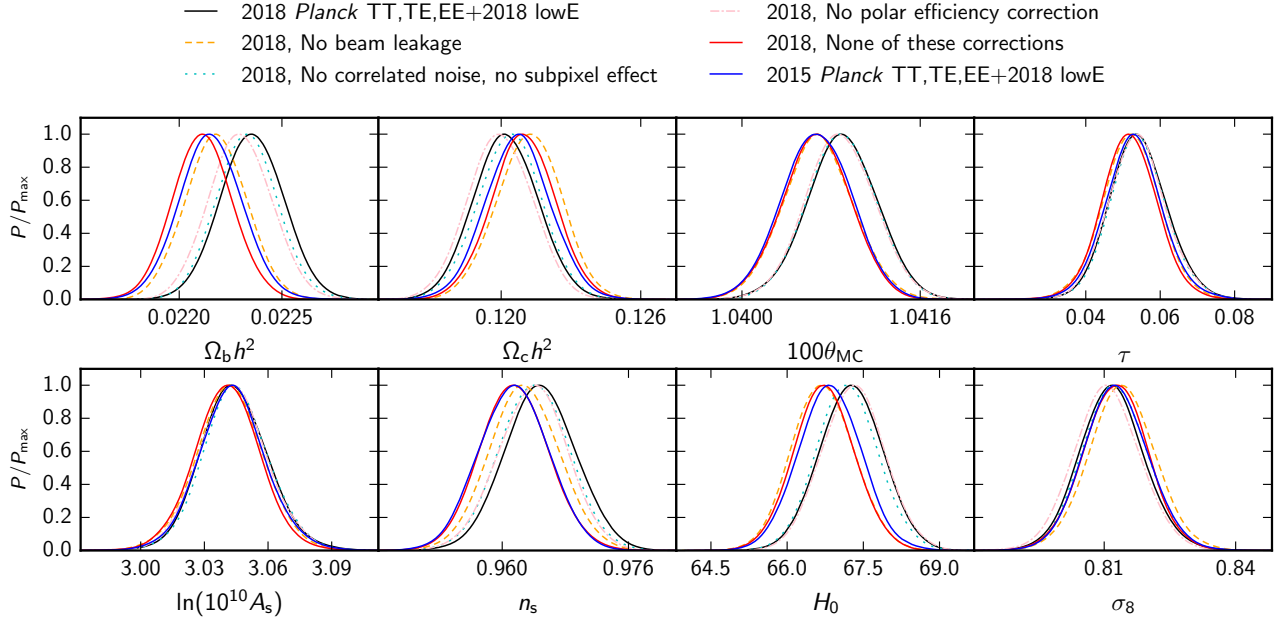 2018 Planck TT,TE,EE+2018 lowE
2018, No beam leakage
2018, No correlated noise, no subpixel effect
2018, No polar efficiency correction
2018, None of these corrections
2015 Planck TT,TE,EE+2018 lowE
P/Pmax
1.0
0.8
0.6
0.4
0.2
0.0
0.0220 0.0225
Ωbh²
0.120 0.126
Ωch²
1.0400 1.0416
100θMC
0.04 0.06 0.08
τ
P/Pmax
1.0
0.8
0.6
0.4
0.2
0.0
3.00 3.03 3.06 3.09
ln(10¹⁰As)
0.960 0.976
ns
64.5 66.0 67.5 69.0
H0
0.81 0.84
σ8